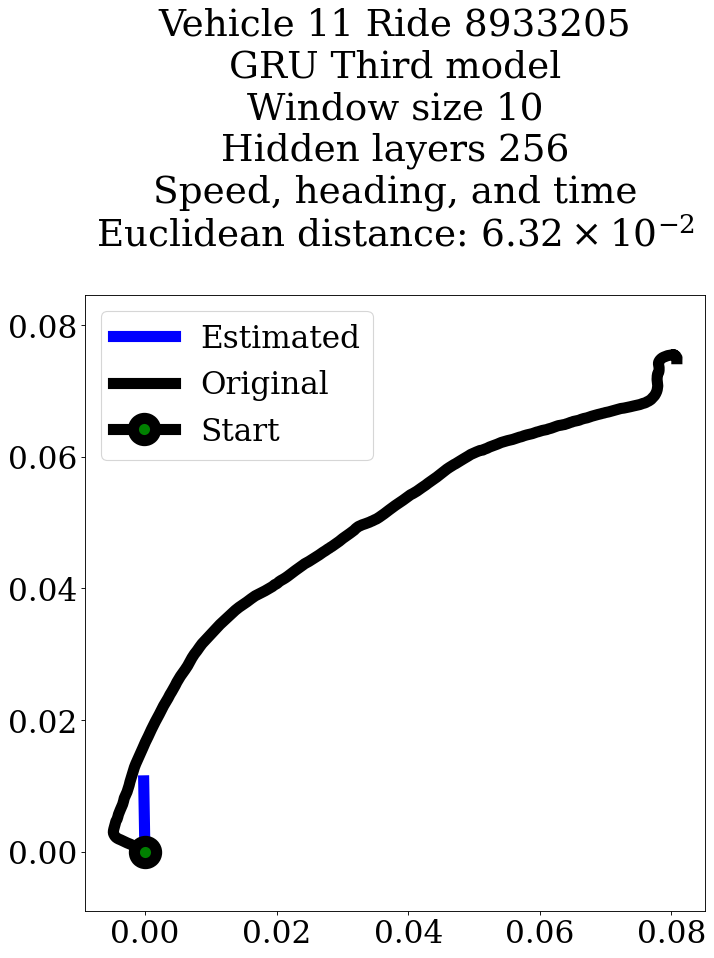 Vehicle 11 Ride 8933205
GRU Third model
Window size 10
Hidden layers 256
Speed, heading, and time
Euclidean distance: 6.32 × 10⁻²
Estimated
Original
Start
0.08
0.06
0.04
0.02
0.00
0.00 0.02 0.04 0.06 0.08